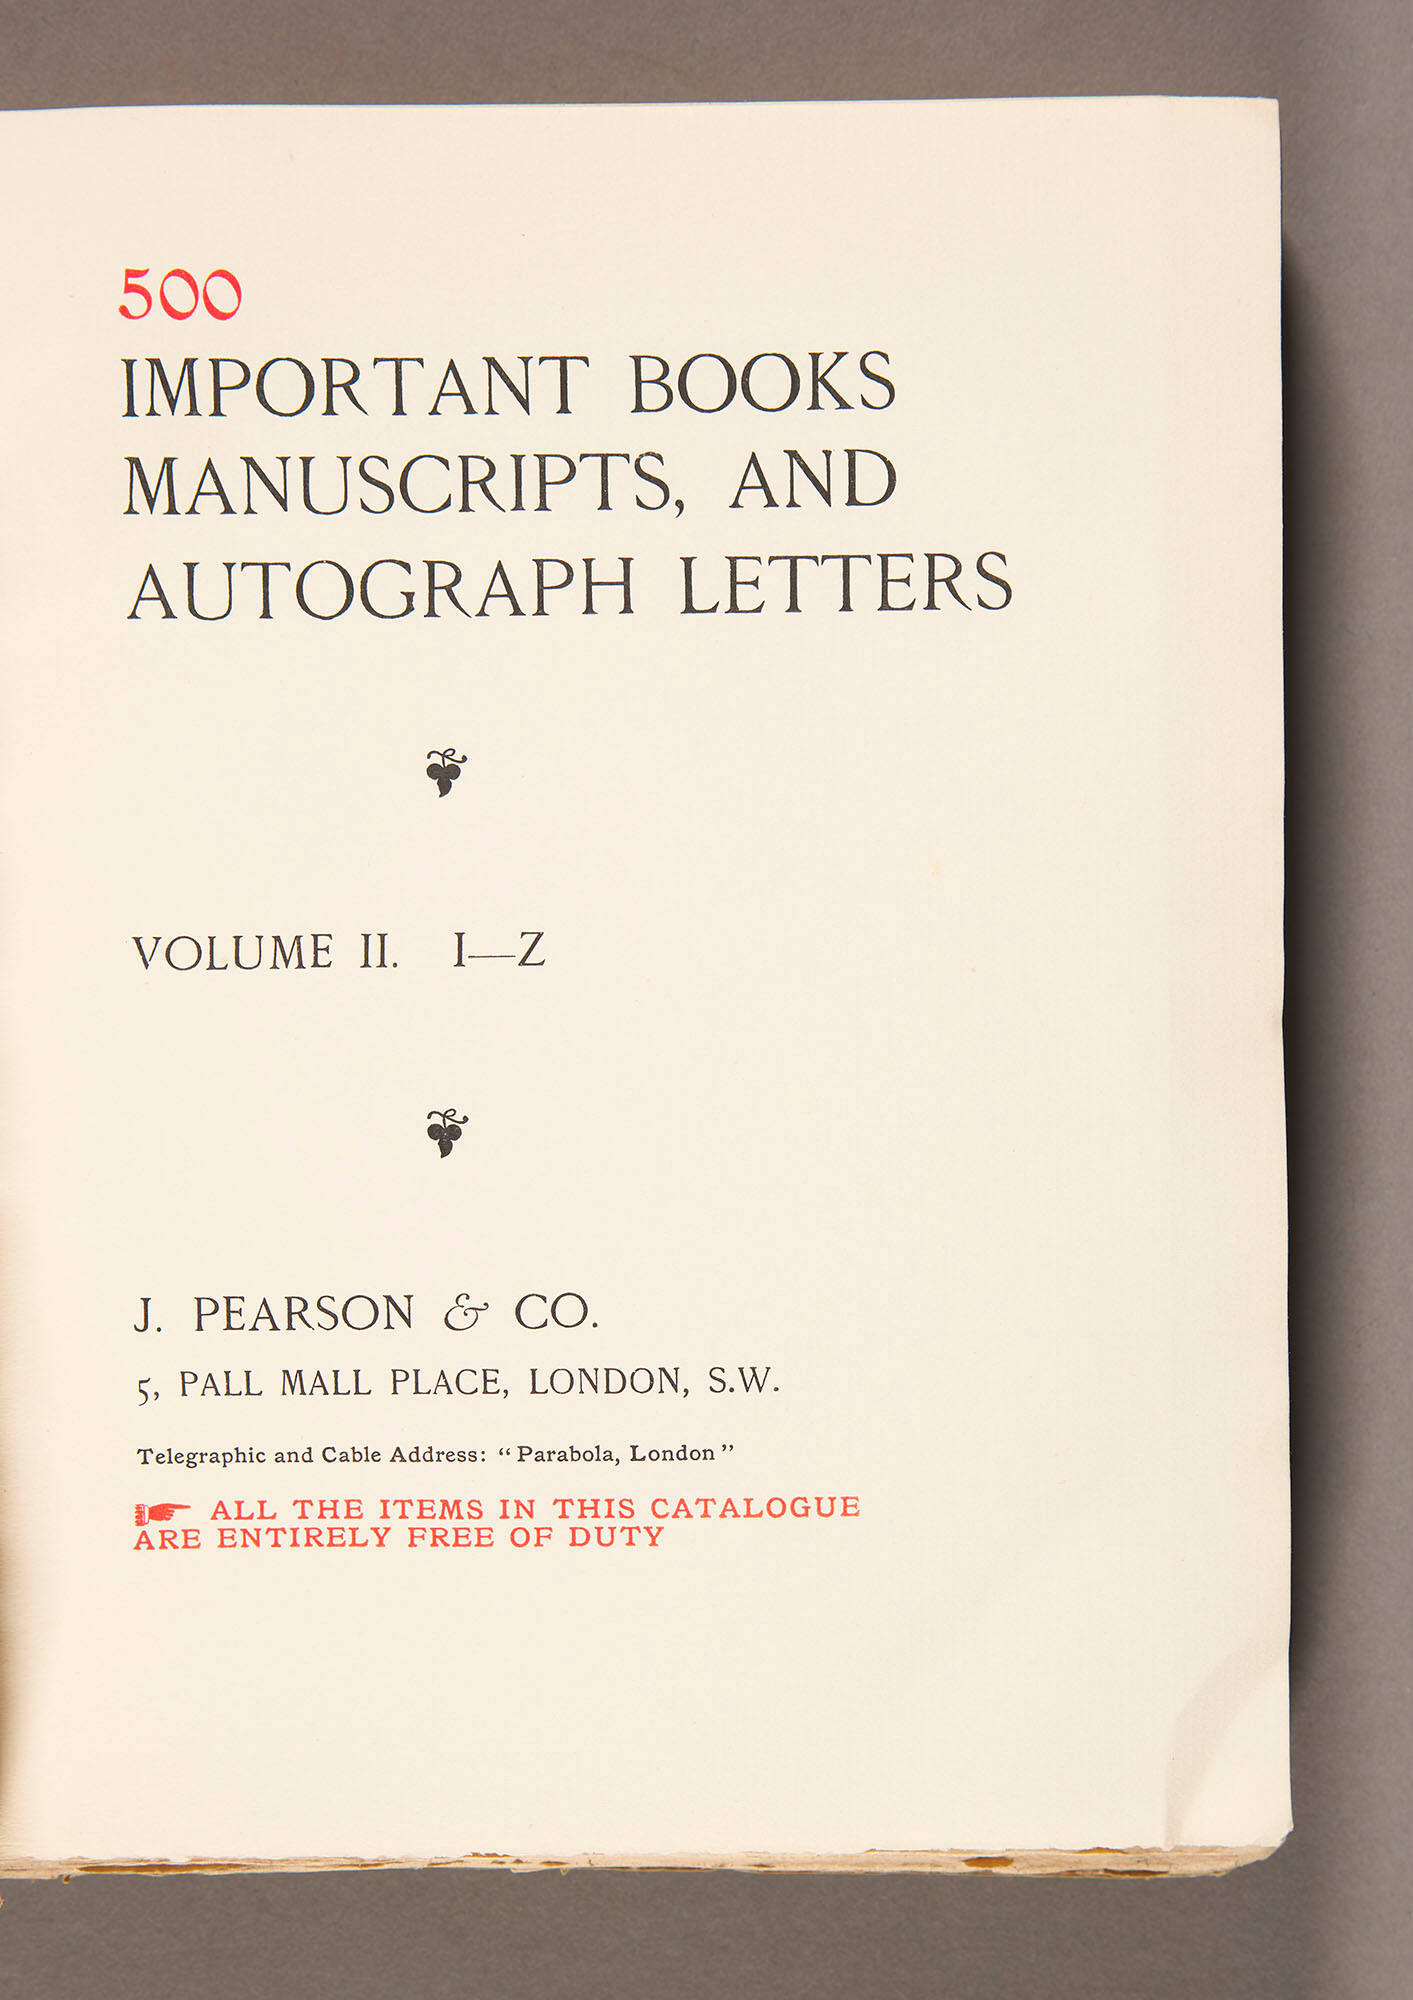 500
IMPORTANT BOOKS
MANUSCRIPTS, AND
AUTOGRAPH LETTERS
VOLUME II. I—Z
J. PEARSON & CO.
5, PALL MALL PLACE, LONDON, S.W.
Telegraphic and Cable Address: “Parabola, London”
ALL THE ITEMS IN THIS CATALOGUE
ARE ENTIRELY FREE OF DUTY